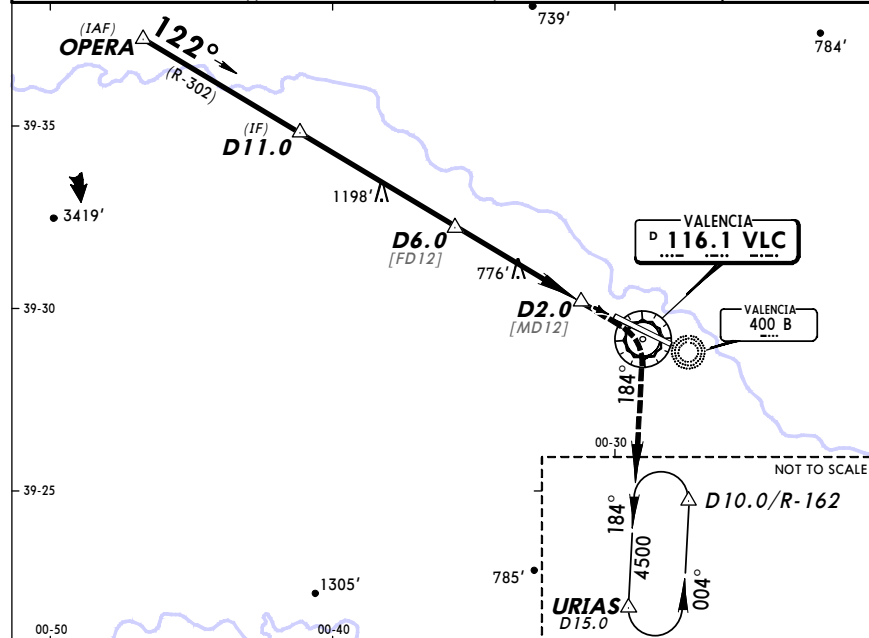 (IAF)
OPERA
122°
(R-302)
739'
784'
39-35
(IF)
D11.0
1198'
3419'
D6.0
[FD12]
776'
VALENCIA
D 116.1 VLC
39-30
D2.0
[MD12]
VALENCIA
400 B
184°
00-30
NOT TO SCALE
39-25
184°
4500
004°
D10.0/R-162
785'
1305'
URIAS
D15.0
00-50
00-40